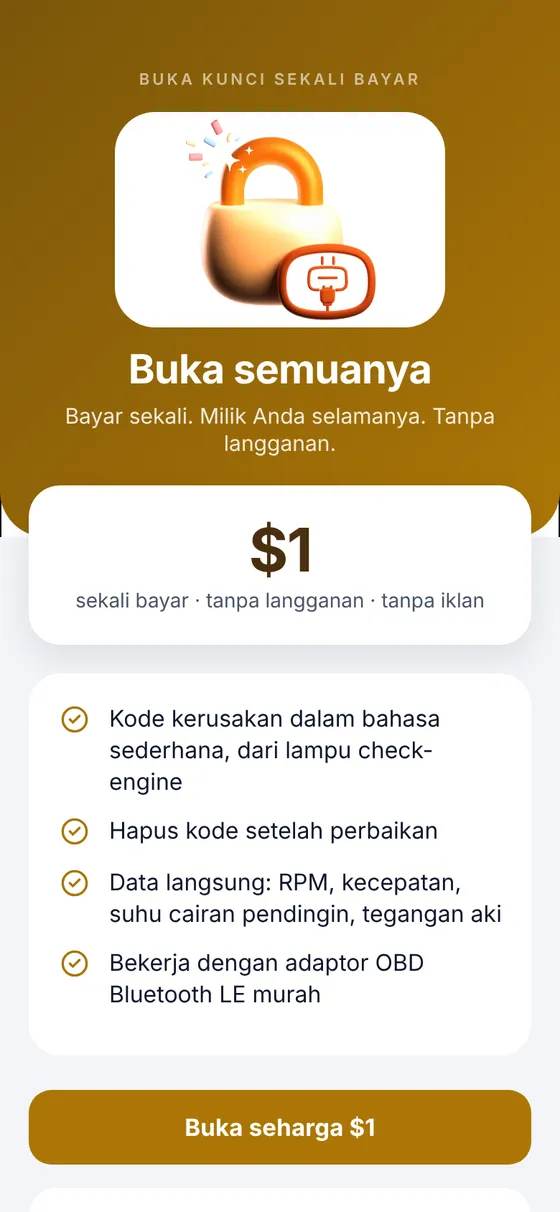 BUKA KUNCI SEKALI BAYAR
Buka semuanya
Bayar sekali. Milik Anda selamanya. Tanpa
langganan.
$1
sekali bayar · tanpa langganan · tanpa iklan
Kode kerusakan dalam bahasa
sederhana, dari lampu check-
engine
Hapus kode setelah perbaikan
Data langsung: RPM, kecepatan,
suhu cairan pendingin, tegangan aki
Bekerja dengan adaptor OBD
Bluetooth LE murah
Buka seharga $1